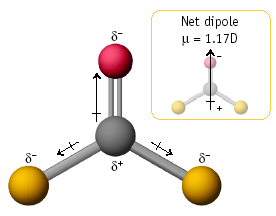 Net dipole
μ = 1.17D
δ⁻
-
+
δ⁺
δ⁻
δ⁻